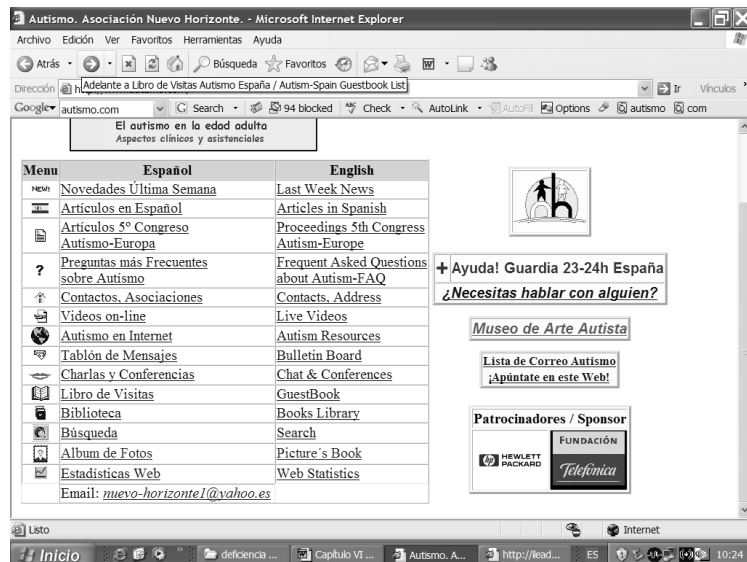 Autismo. Asociación Nuevo Horizonte. - Microsoft Internet Explorer
Archivo Edición Ver Favoritos Herramientas Ayuda
Atrás Búsqueda Favoritos
Dirección Adelante a Libro de Visitas Autismo España / Autism-Spain Guestbook List Ir Vínculos
Google autismo.com Search 94 blocked Check AutoLink AutoFill Options autismo com
El autismo en la edad adulta
Aspectos clínicos y asistenciales
Menu Español English
NEW! Novedades Última Semana Last Week News
Artículos en Español Articles in Spanish
Artículos 5º Congreso Autismo-Europa Proceedings 5th Congress Autism-Europe
? Preguntas más Frecuentes sobre Autísmo Frequent Asked Questions about Autism-FAQ
Contactos, Asociaciones Contacts, Address
Videos on-line Live Videos
Autismo en Internet Autism Resources
Tablón de Mensajes Bulletin Board
Charlas y Conferencias Chat & Conferences
Libro de Visitas GuestBook
Biblioteca Books Library
Búsqueda Search
Album de Fotos Picture´s Book
Estadísticas Web Web Statistics
Email: nuevo-horizonte1@yahoo.es
ah
+ Ayuda! Guardia 23-24h España
¿Necesitas hablar con alguien?
Museo de Arte Autista
Lista de Correo Autismo
¡Apúntate en este Web!
Patrocinadores / Sponsor
hp HEWLETT PACKARD
FUNDACIÓN
Telefónica
Listo Internet
Inicio deficiencia ... Capítulo VI ... Autismo. A... http://lead... ES 10:24